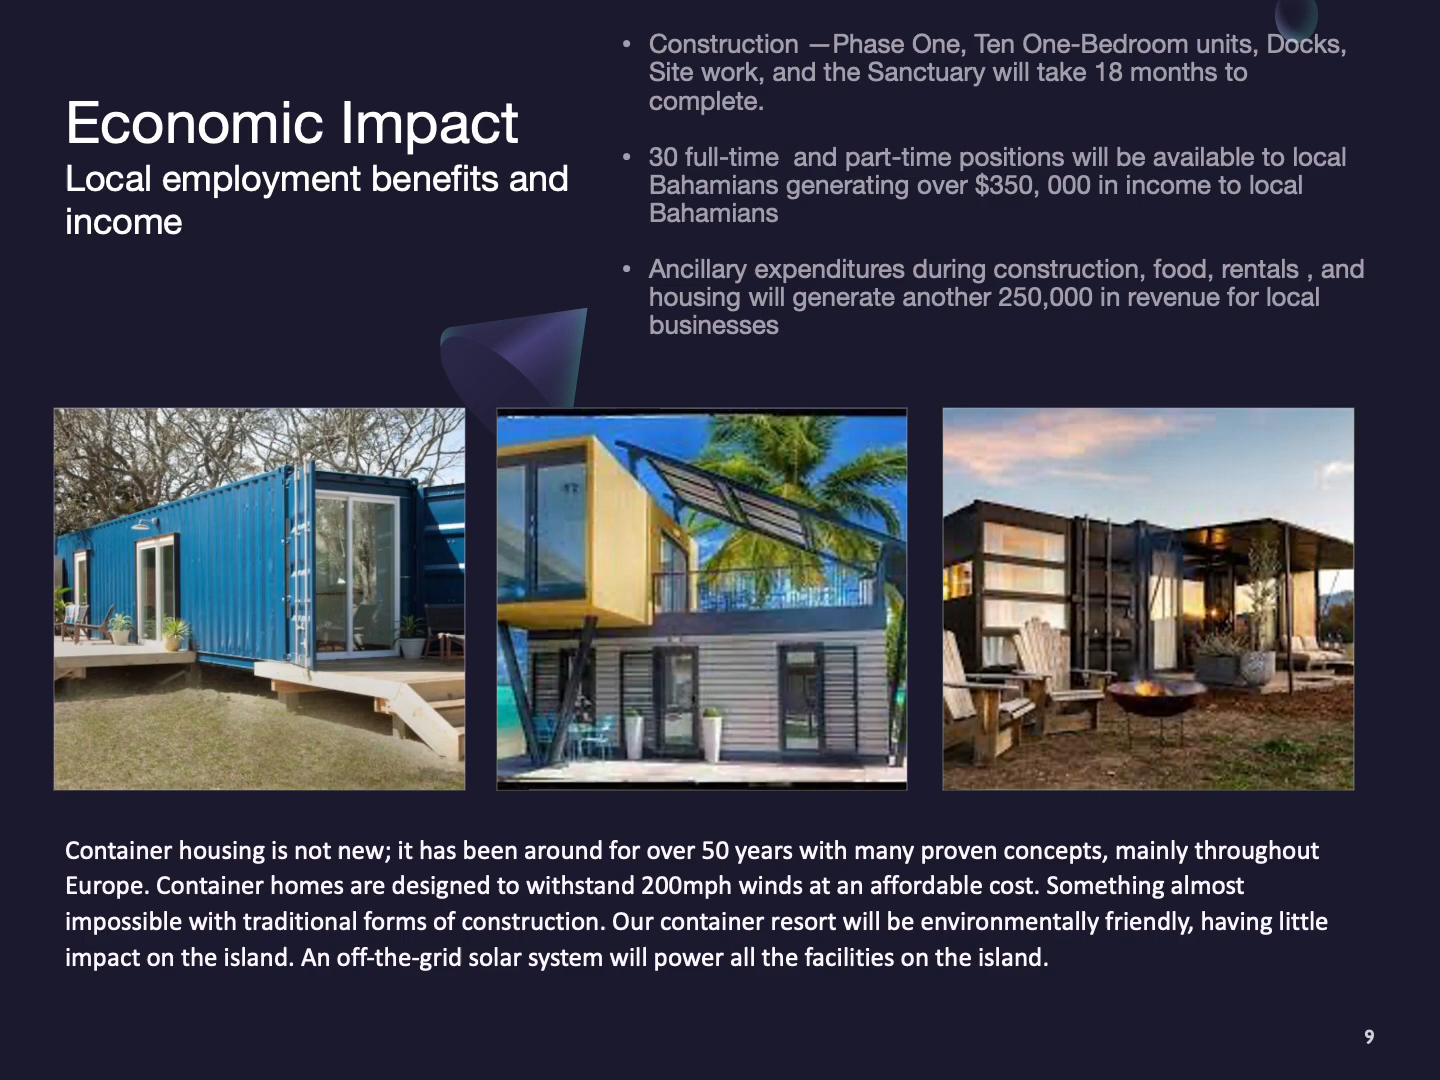 Economic Impact
Local employment benefits and
income
• Construction —Phase One, Ten One-Bedroom units, Docks,
Site work, and the Sanctuary will take 18 months to
complete.
• 30 full-time  and part-time positions will be available to local
Bahamians generating over $350, 000 in income to local
Bahamians
• Ancillary expenditures during construction, food, rentals , and
housing will generate another 250,000 in revenue for local
businesses
Container housing is not new; it has been around for over 50 years with many proven concepts, mainly throughout
Europe. Container homes are designed to withstand 200mph winds at an affordable cost. Something almost
impossible with traditional forms of construction. Our container resort will be environmentally friendly, having little
impact on the island. An off-the-grid solar system will power all the facilities on the island.
9